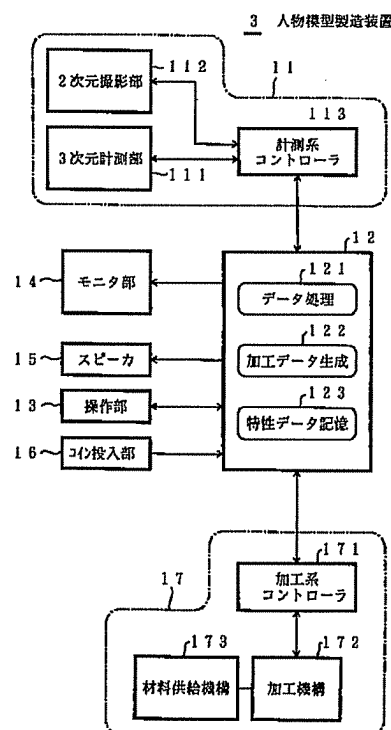 3 人物模型製造装置
11
112
2次元撮影部
113
3次元計測部
計測系
コントローラ
111
12
121
14
モニタ部
データ処理
122
15
スピーカ
加工データ生成
13
操作部
123
16
コイン投入部
特性データ記憶
171
17
加工系
コントローラ
173
172
材料供給機構
加工機構